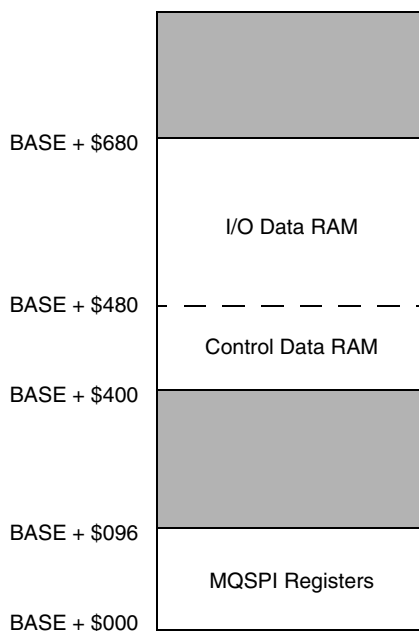 BASE + $680
I/O Data RAM
BASE + $480
Control Data RAM
BASE + $400
BASE + $096
MQSPI Registers
BASE + $000